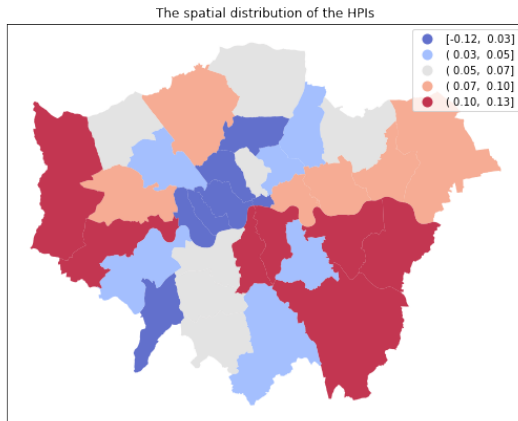 The spatial distribution of the HPIs
[-0.12, 0.03]
( 0.03, 0.05]
( 0.05, 0.07]
( 0.07, 0.10]
( 0.10, 0.13]